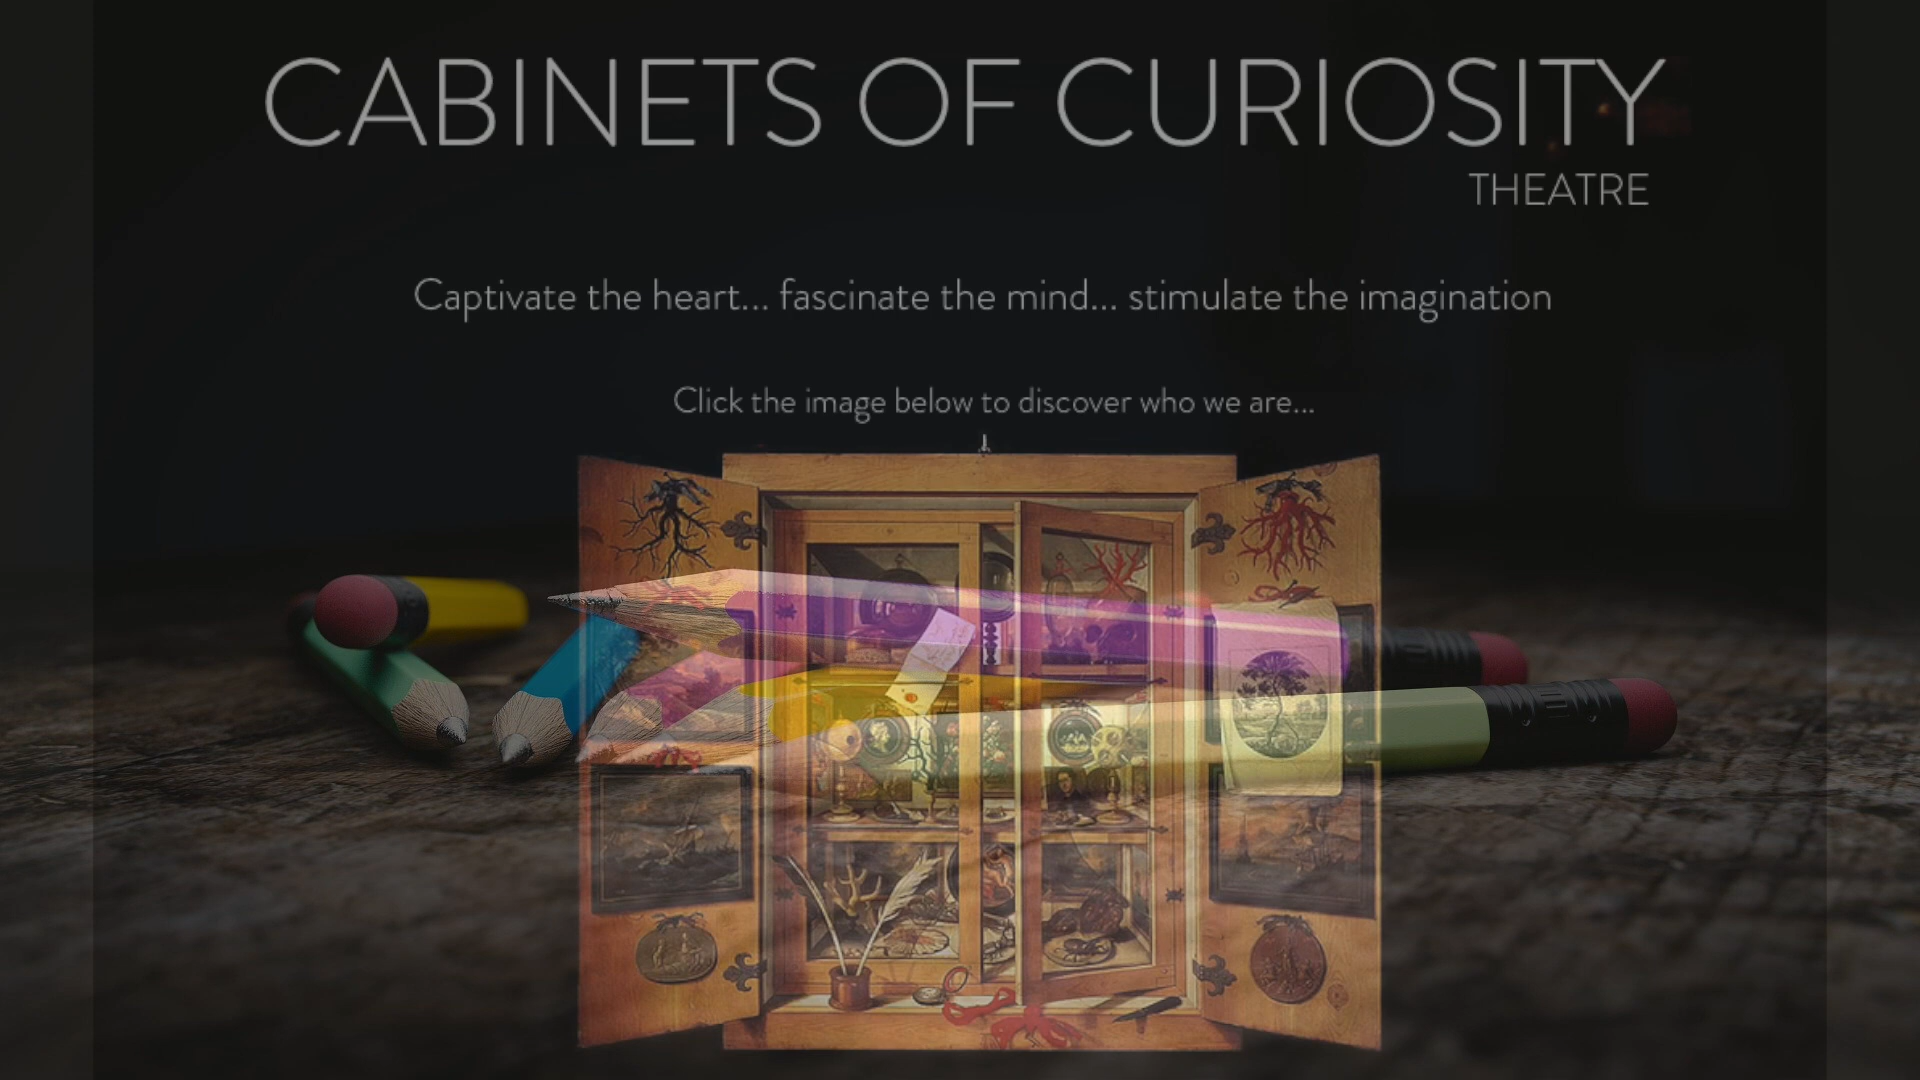 CABINETS OF CURIOSITY
THEATRE
Captivate the heart... fascinate the mind... stimulate the imagination
Click the image below to discover who we are...